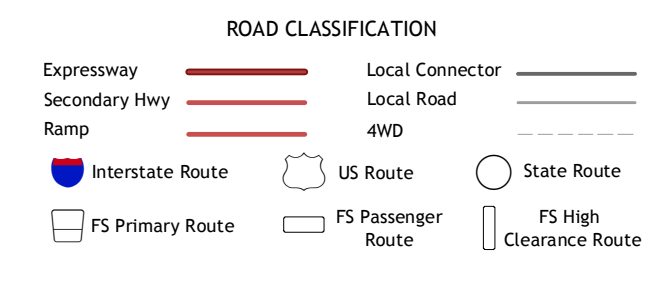 ROAD CLASSIFICATION
Expressway
Local Connector
Secondary Hwy
Local Road
Ramp
4WD
Interstate Route
US Route
State Route
FS Primary Route
FS Passenger
Route
FS High
Clearance Route